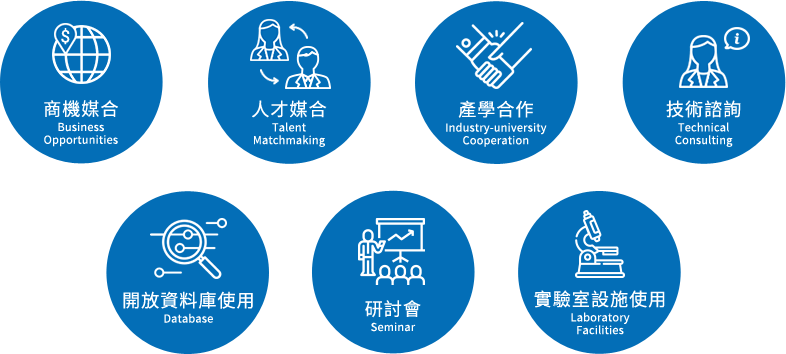 商機媒合
Business
Opportunities
人才媒合
Talent
Matchmaking
產學合作
Industry-university
Cooperation
技術諮詢
Technical
Consulting
開放資料庫使用
Database
研討會
Seminar
實驗室設施使用
Laboratory
Facilities